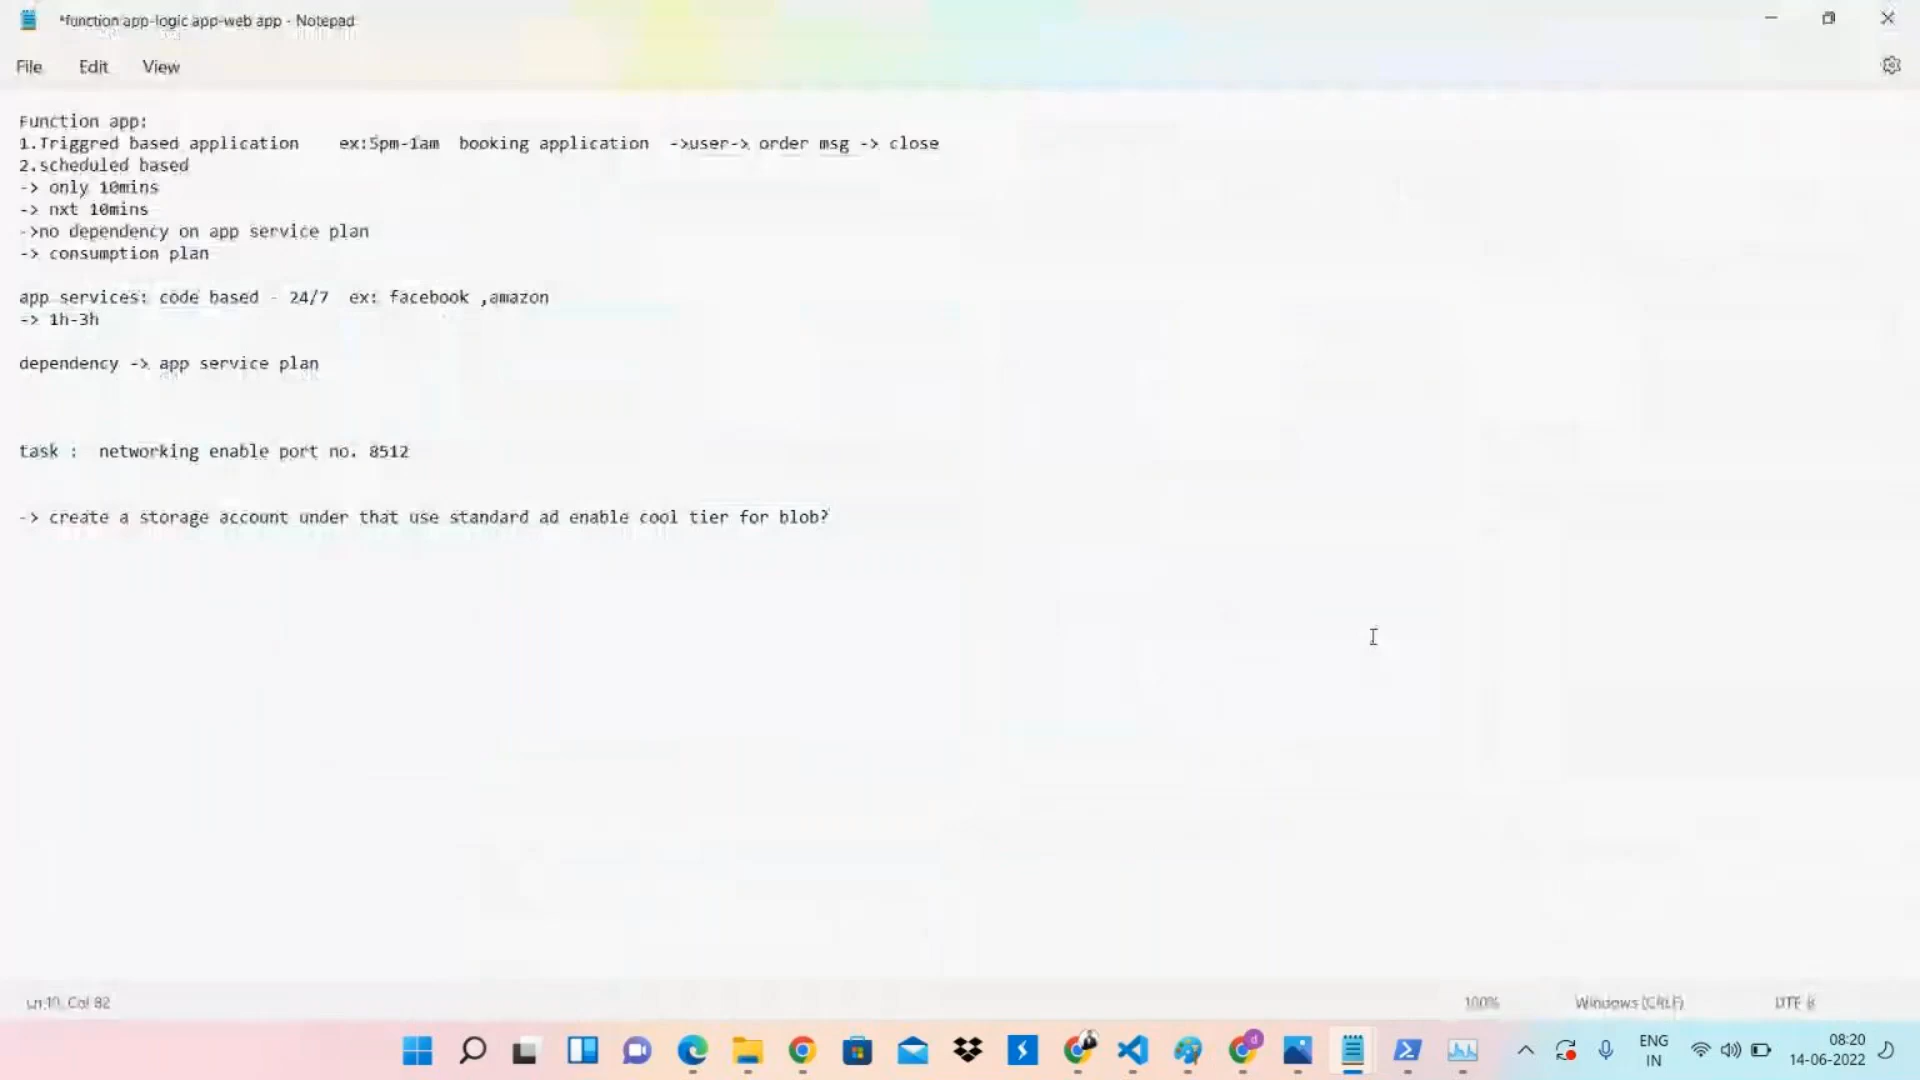 *function app-logic app-web app - Notepad
File Edit View
Function app:
1.Triggred based application    ex:5pm-1am  booking application  ->user-> order msg -> close
2.scheduled based
-> only 10mins
-> nxt 10mins
->no dependency on app service plan
-> consumption plan
app services: code based - 24/7  ex: facebook ,amazon
-> 1h-3h
dependency -> app service plan
task :  networking enable port no. 8512
-> create a storage account under that use standard ad enable cool tier for blob?
Col 82 100% Windows (CRLF)
ENG 08:20
IN 14-06-2022